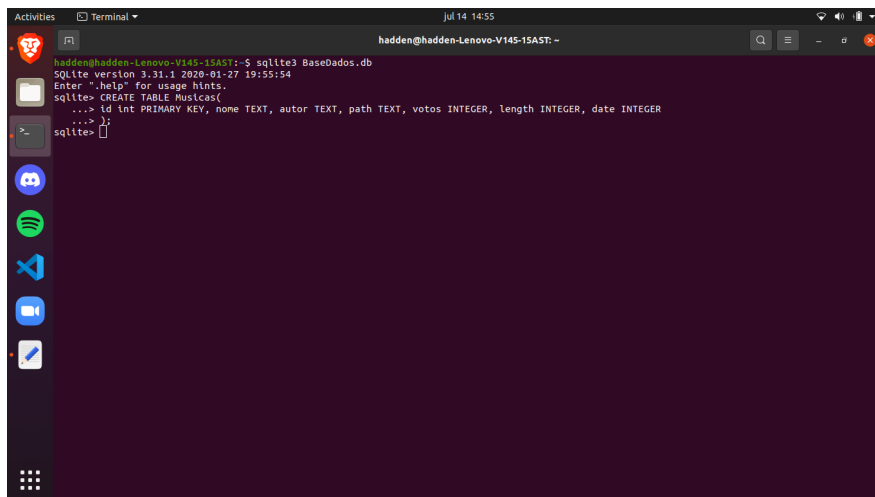 Activities
Terminal
jul 14 14:55
hadden@hadden-Lenovo-V145-15AST: ~
hadden@hadden-Lenovo-V145-15AST:~$ sqlite3 BaseDados.db
SQLite version 3.31.1 2020-01-27 19:55:54
Enter ".help" for usage hints.
sqlite> CREATE TABLE Musicas(
   ...> id int PRIMARY KEY, nome TEXT, autor TEXT, path TEXT, votos INTEGER, length INTEGER, date INTEGER
   ...> );
sqlite>